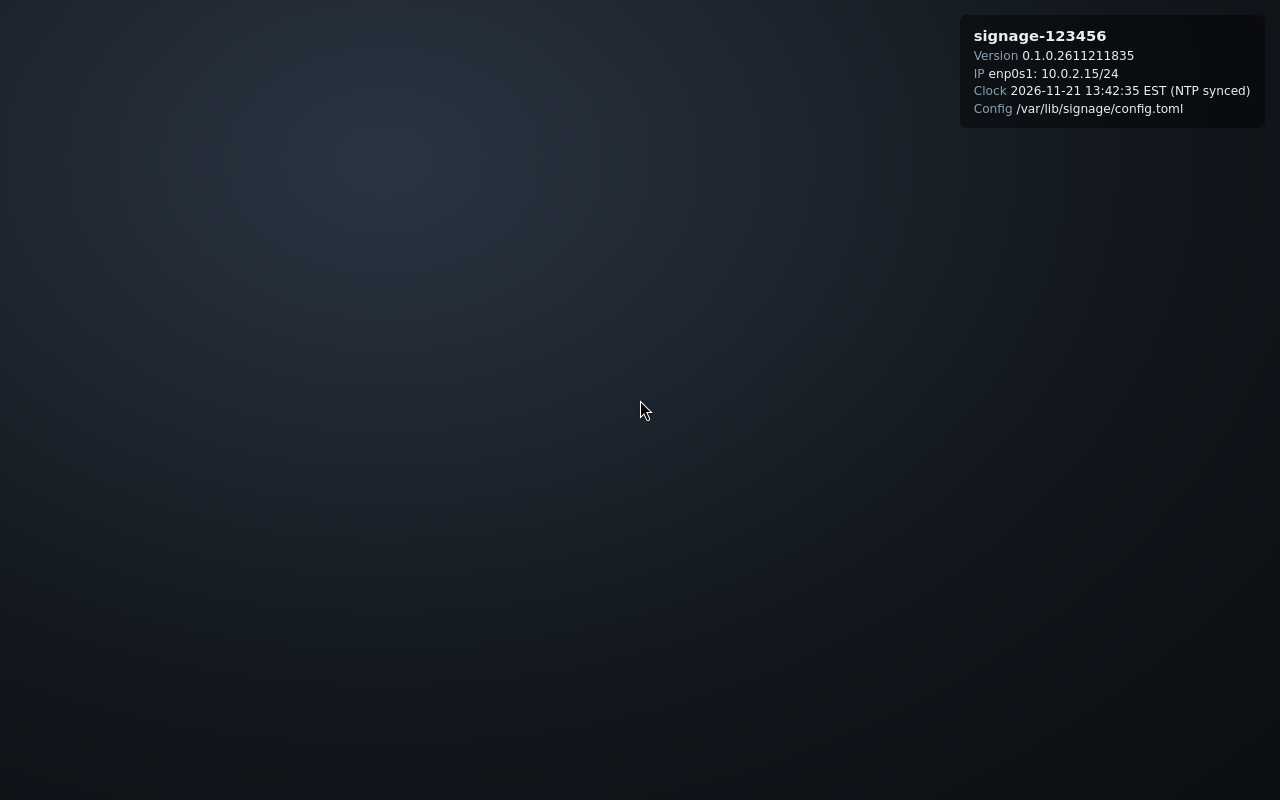 signage-123456
Version 0.1.0.2611211835
IP enp0s1: 10.0.2.15/24
Clock 2026-11-21 13:42:35 EST (NTP synced)
Config /var/lib/signage/config.toml